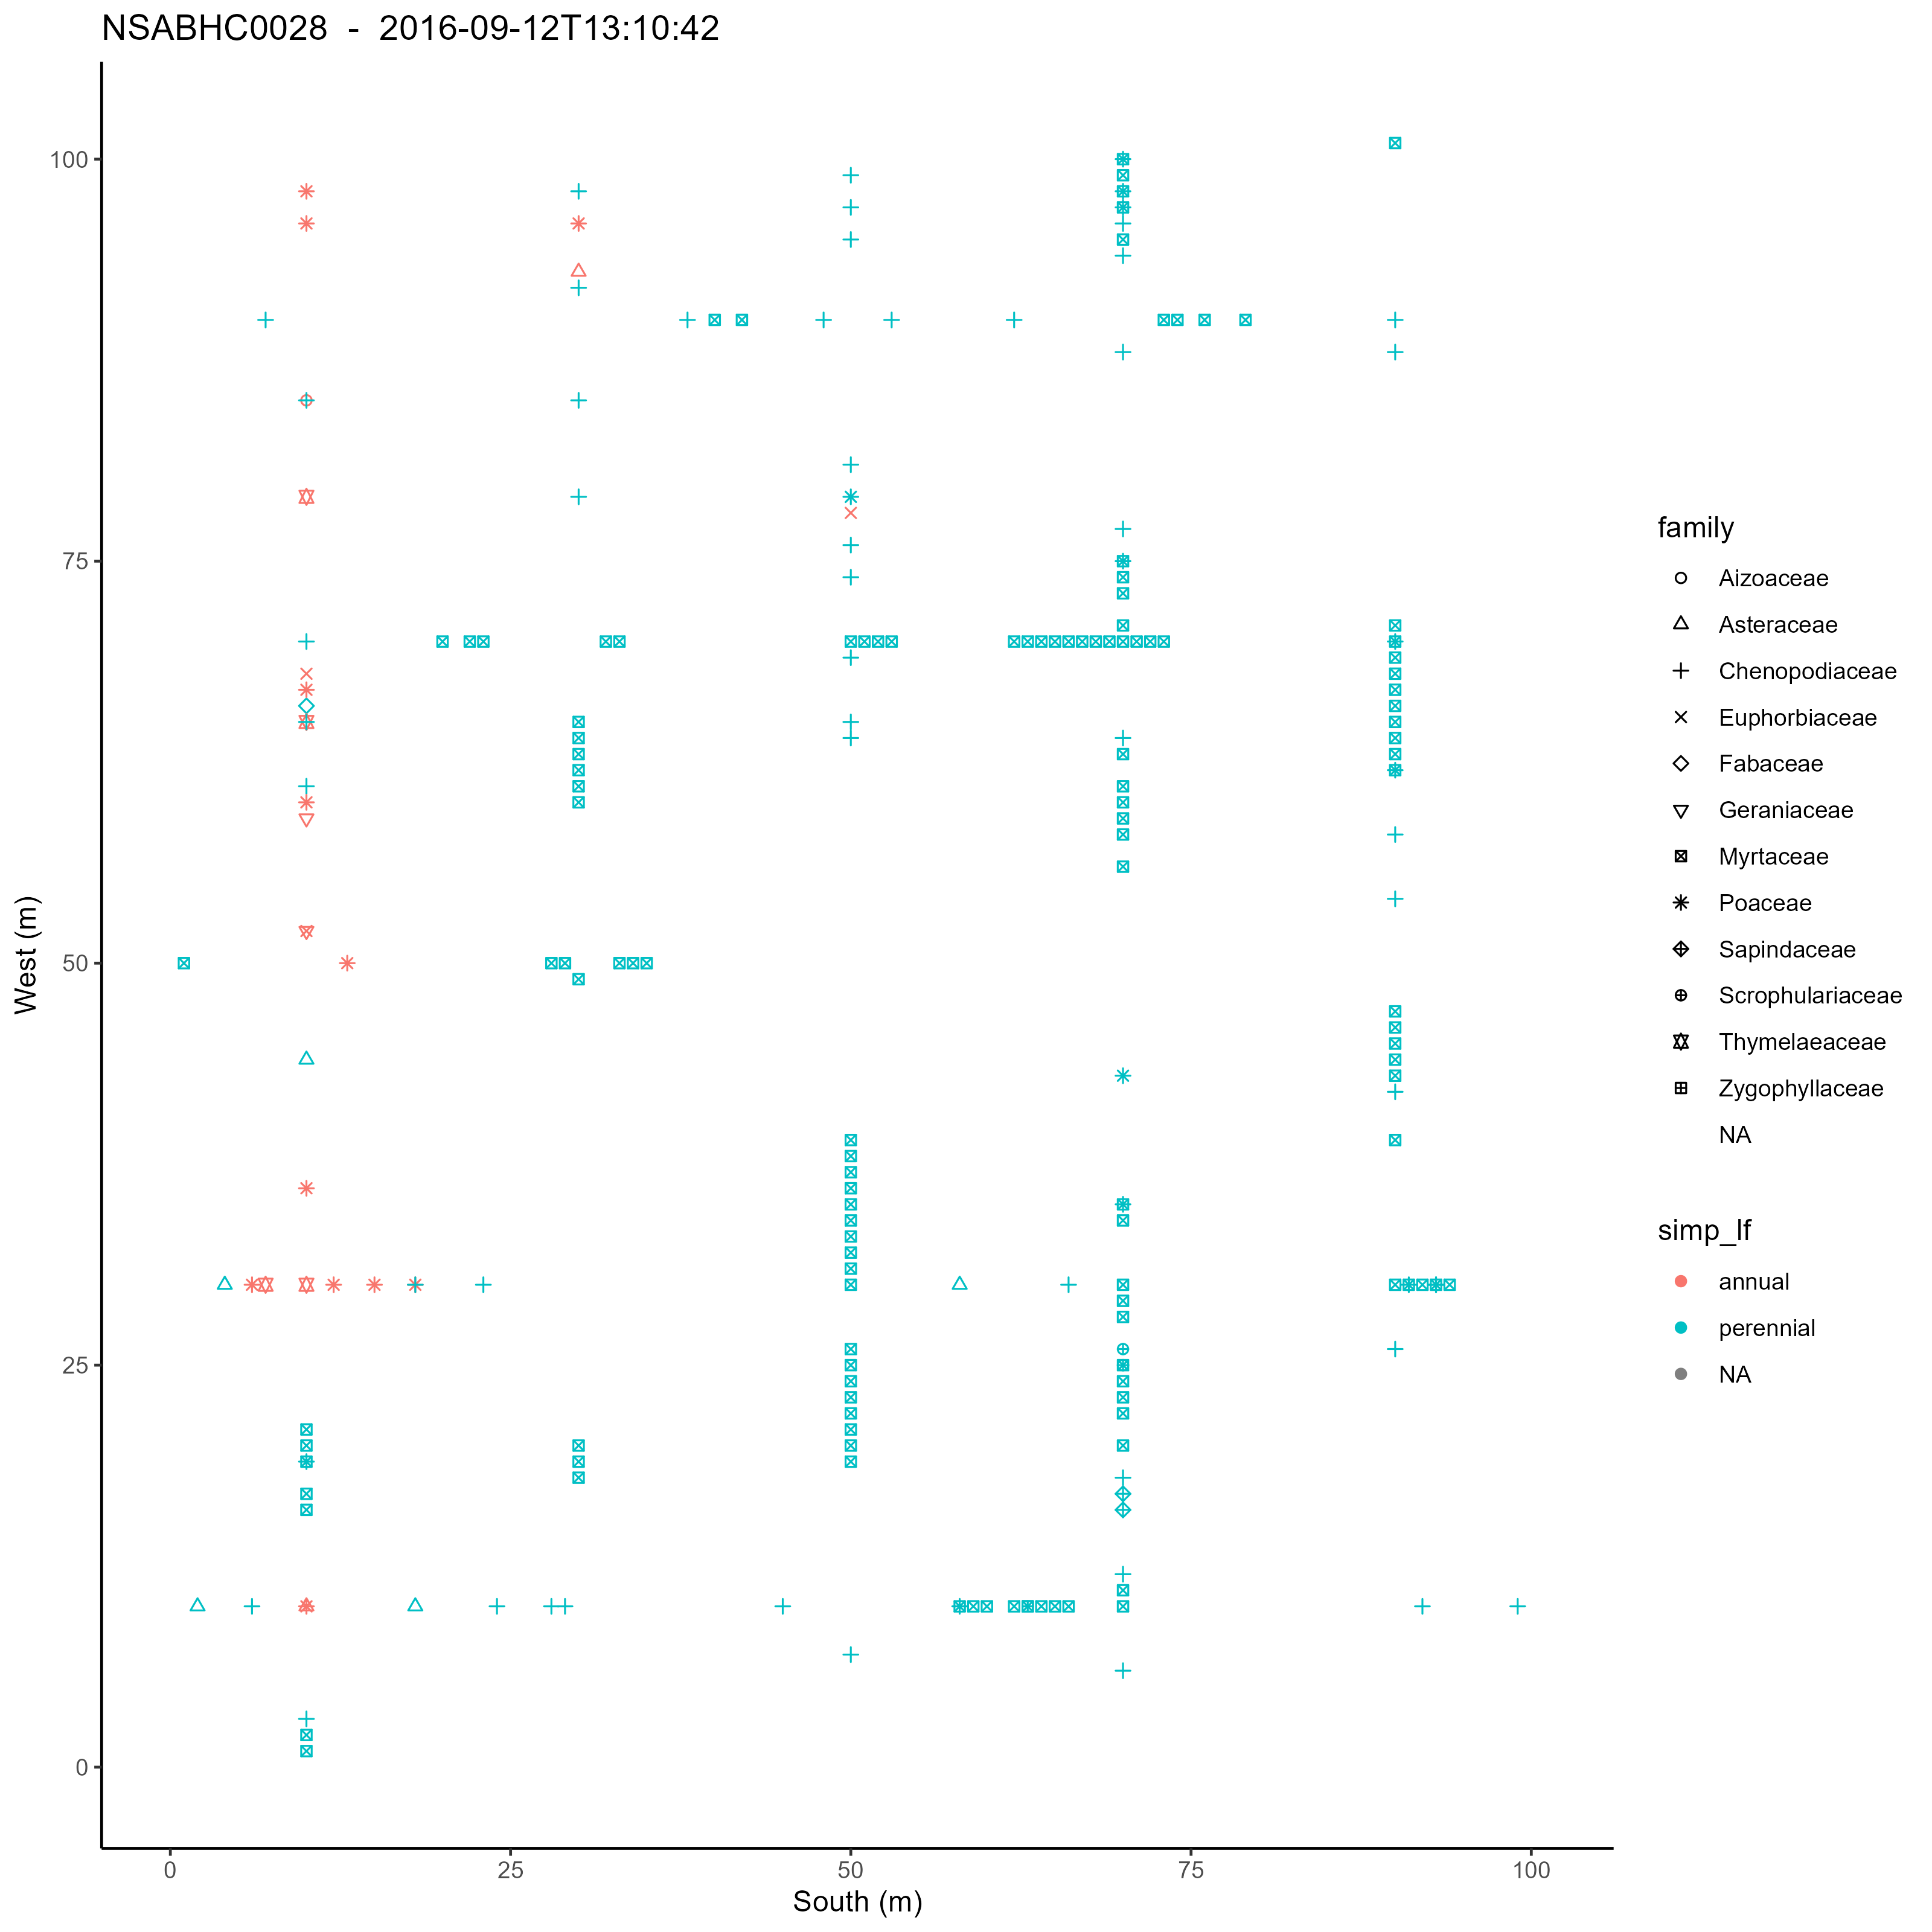 NSABHC0028 - 2016-09-12T13:10:42
100
75
50
25
0
West (m)
0 25 50 75 100
South (m)
family
Aizoaceae
Asteraceae
Chenopodiaceae
Euphorbiaceae
Fabaceae
Geraniaceae
Myrtaceae
Poaceae
Sapindaceae
Scrophulariaceae
Thymelaeaceae
Zygophyllaceae
NA
simp_lf
annual
perennial
NA